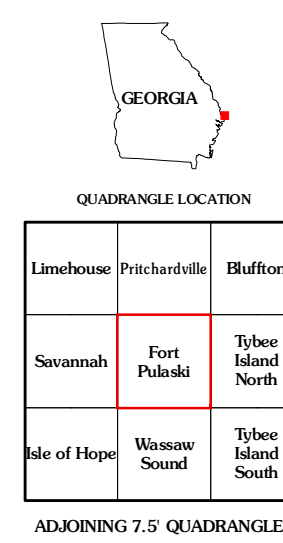 GEORGIA
QUADRANGLE LOCATION
Limehouse Pritchardville Bluffton
Savannah Fort Pulaski Tybee Island North
Isle of Hope Wassaw Sound Tybee Island South
ADJOINING 7.5' QUADRANGLE